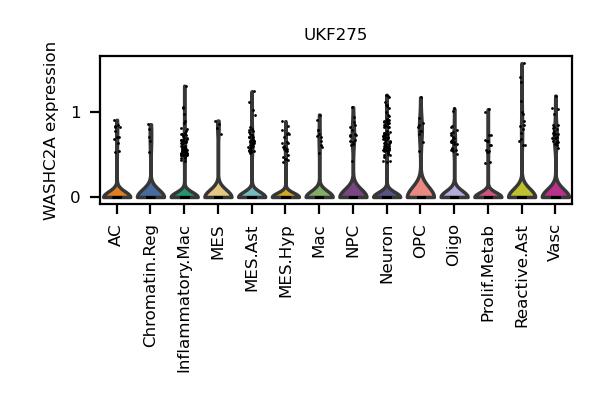 UKF275
WASHC2A expression
1
0
AC
Chromatin.Reg
Inflammatory.Mac
MES
MES.Ast
MES.Hyp
Mac
NPC
Neuron
OPC
Oligo
Prolif.Metab
Reactive.Ast
Vasc